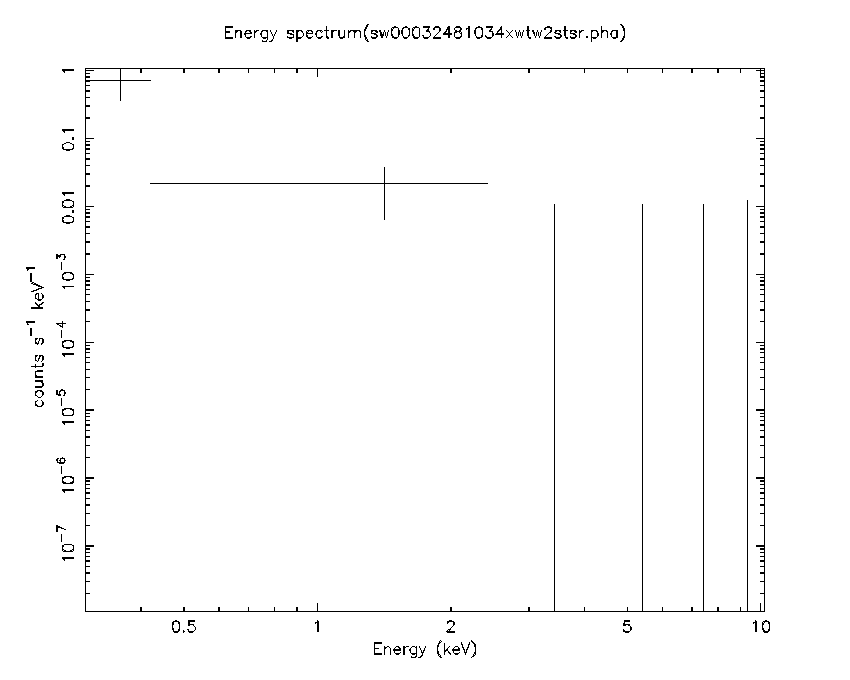 Energy spectrum(sw00032481034xwtw2stsr.pha)
counts s⁻¹ keV⁻¹
1
0.1
0.01
10⁻³
10⁻⁴
10⁻⁵
10⁻⁶
10⁻⁷
0.5 1 2 5 10
Energy (keV)